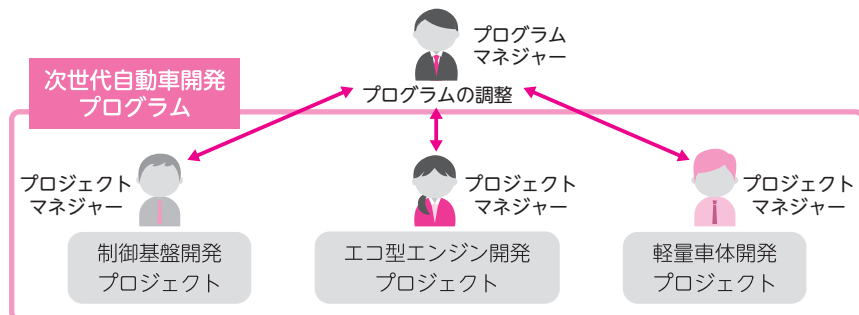 プログラム
マネジャー
次世代自動車開発
プログラム
プログラムの調整
プロジェクト
マネジャー
プロジェクト
マネジャー
プロジェクト
マネジャー
制御基盤開発
プロジェクト
エコ型エンジン開発
プロジェクト
軽量車体開発
プロジェクト